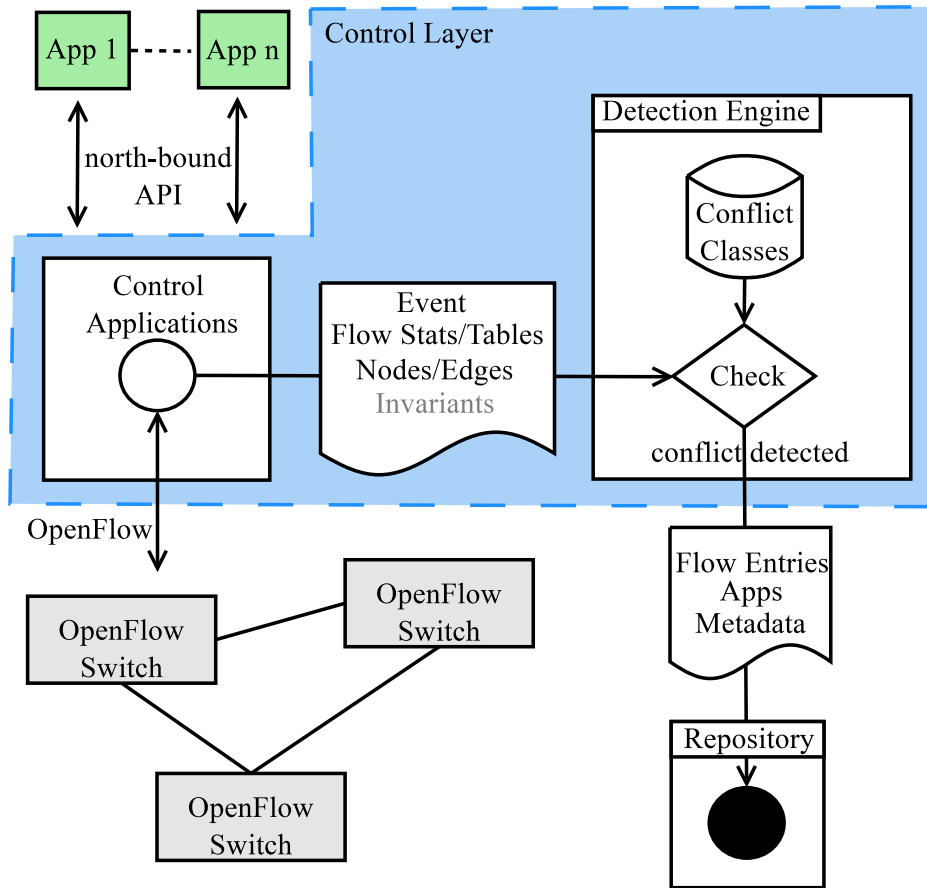 App 1
App n
Control Layer
north-bound
API
Detection Engine
Conflict
Classes
Control
Applications
Event
Flow Stats/Tables
Nodes/Edges
Invariants
Check
conflict detected
OpenFlow
OpenFlow
Switch
OpenFlow
Switch
OpenFlow
Switch
Flow Entries
Apps
Metadata
Repository